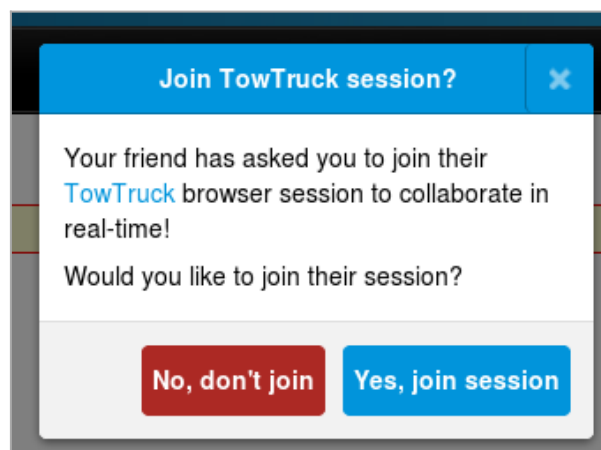 Join TowTruck session?
Your friend has asked you to join their
TowTruck browser session to collaborate in
real-time!
Would you like to join their session?
No, don't join
Yes, join session